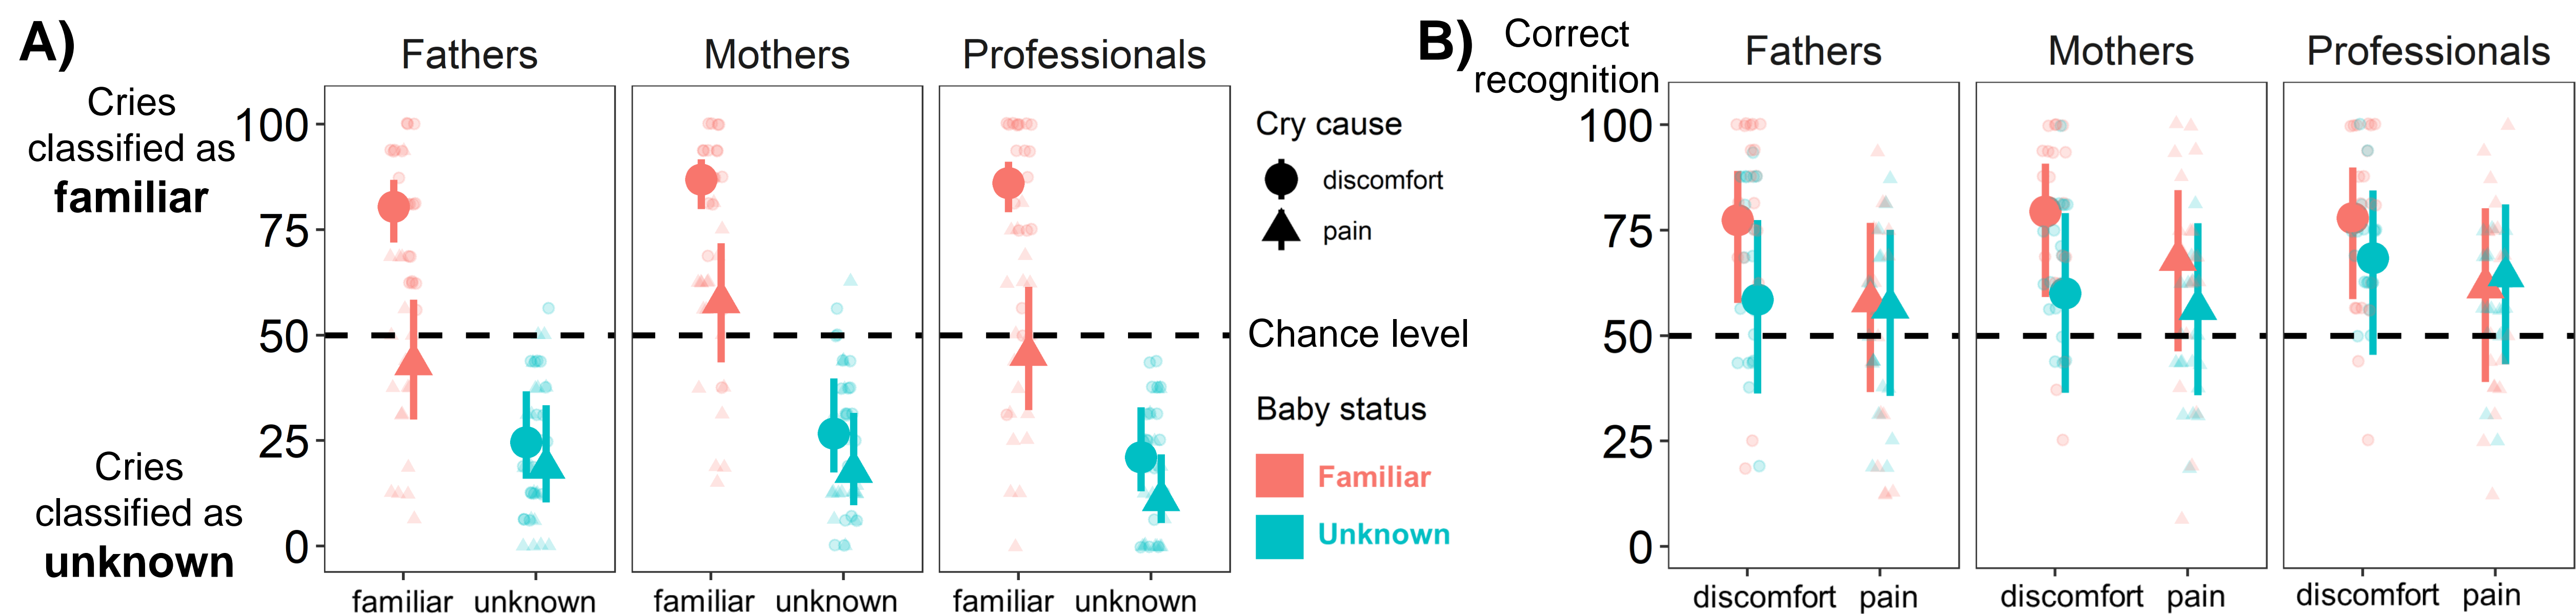 A)
Fathers
Mothers
Professionals
Cries
classified as
familiar
Cries
classified as
unknown
100
75
50
25
0
familiar unknown
familiar unknown
familiar unknown
Cry cause
discomfort
pain
Chance level
Baby status
Familiar
Unknown
B)
Correct
recognition
Fathers
Mothers
Professionals
100
75
50
25
0
discomfort pain
discomfort pain
discomfort pain